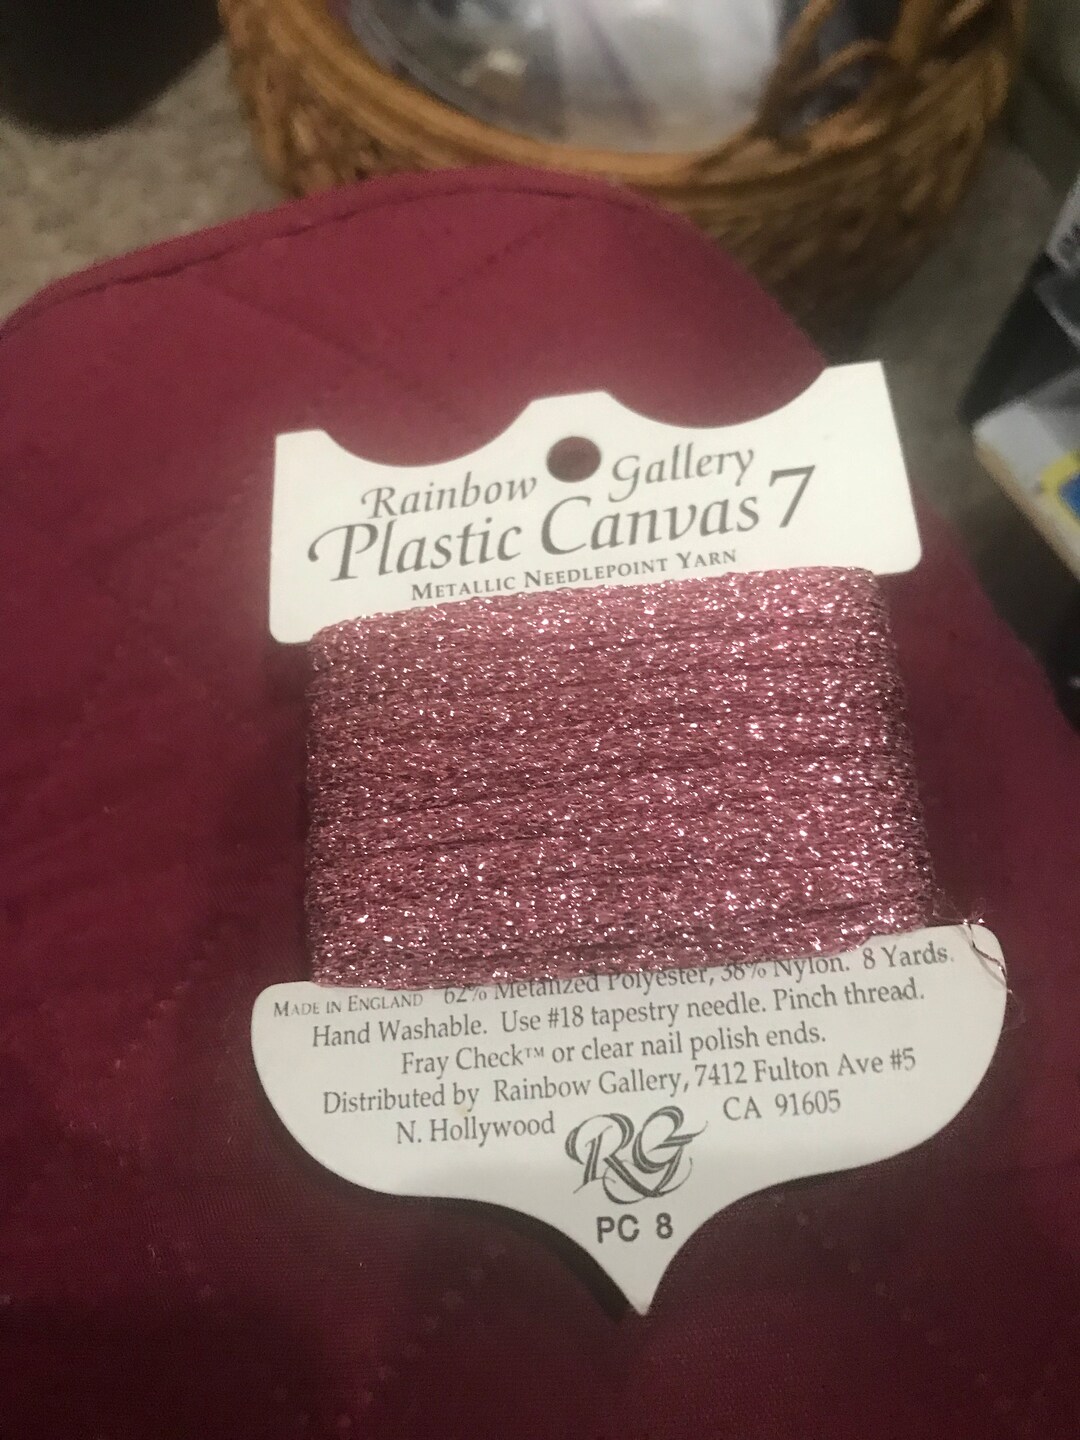 Rainbow Gallery
Plastic Canvas 7
METALLIC NEEDLEPOINT YARN
MADE IN ENGLAND 62% Metalized Polyester, 38% Nylon. 8 Yards.
Hand Washable. Use #18 tapestry needle. Pinch thread.
Fray Check™ or clear nail polish ends.
Distributed by Rainbow Gallery, 7412 Fulton Ave #5
N. Hollywood CA 91605
RG
PC 8